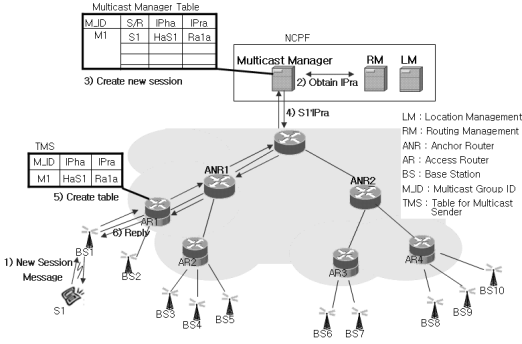 Multicast Manager Table
M_ID S/R IPha IPra
M1 S1 HaS1 Ra1a
3) Create new session
NCPF
Multicast Manager RM LM
2) Obtain IPra
4) S1'IPra
LM : Location Management
RM : Routing Management
ANR : Anchor Router
AR : Access Router
BS : Base Station
M_ID : Multicast Group ID
TMS : Table for Multicast
Sender
TMS
M_ID IPha IPra
M1 HaS1 Ra1a
5) Create table
ANR1
ANR2
AR1
6) Reply
BS1
BS2
1) New Session
Message
S1
AR2
AR3
AR4
BS3
BS4
BS5
BS6
BS7
BS8
BS9
BS10